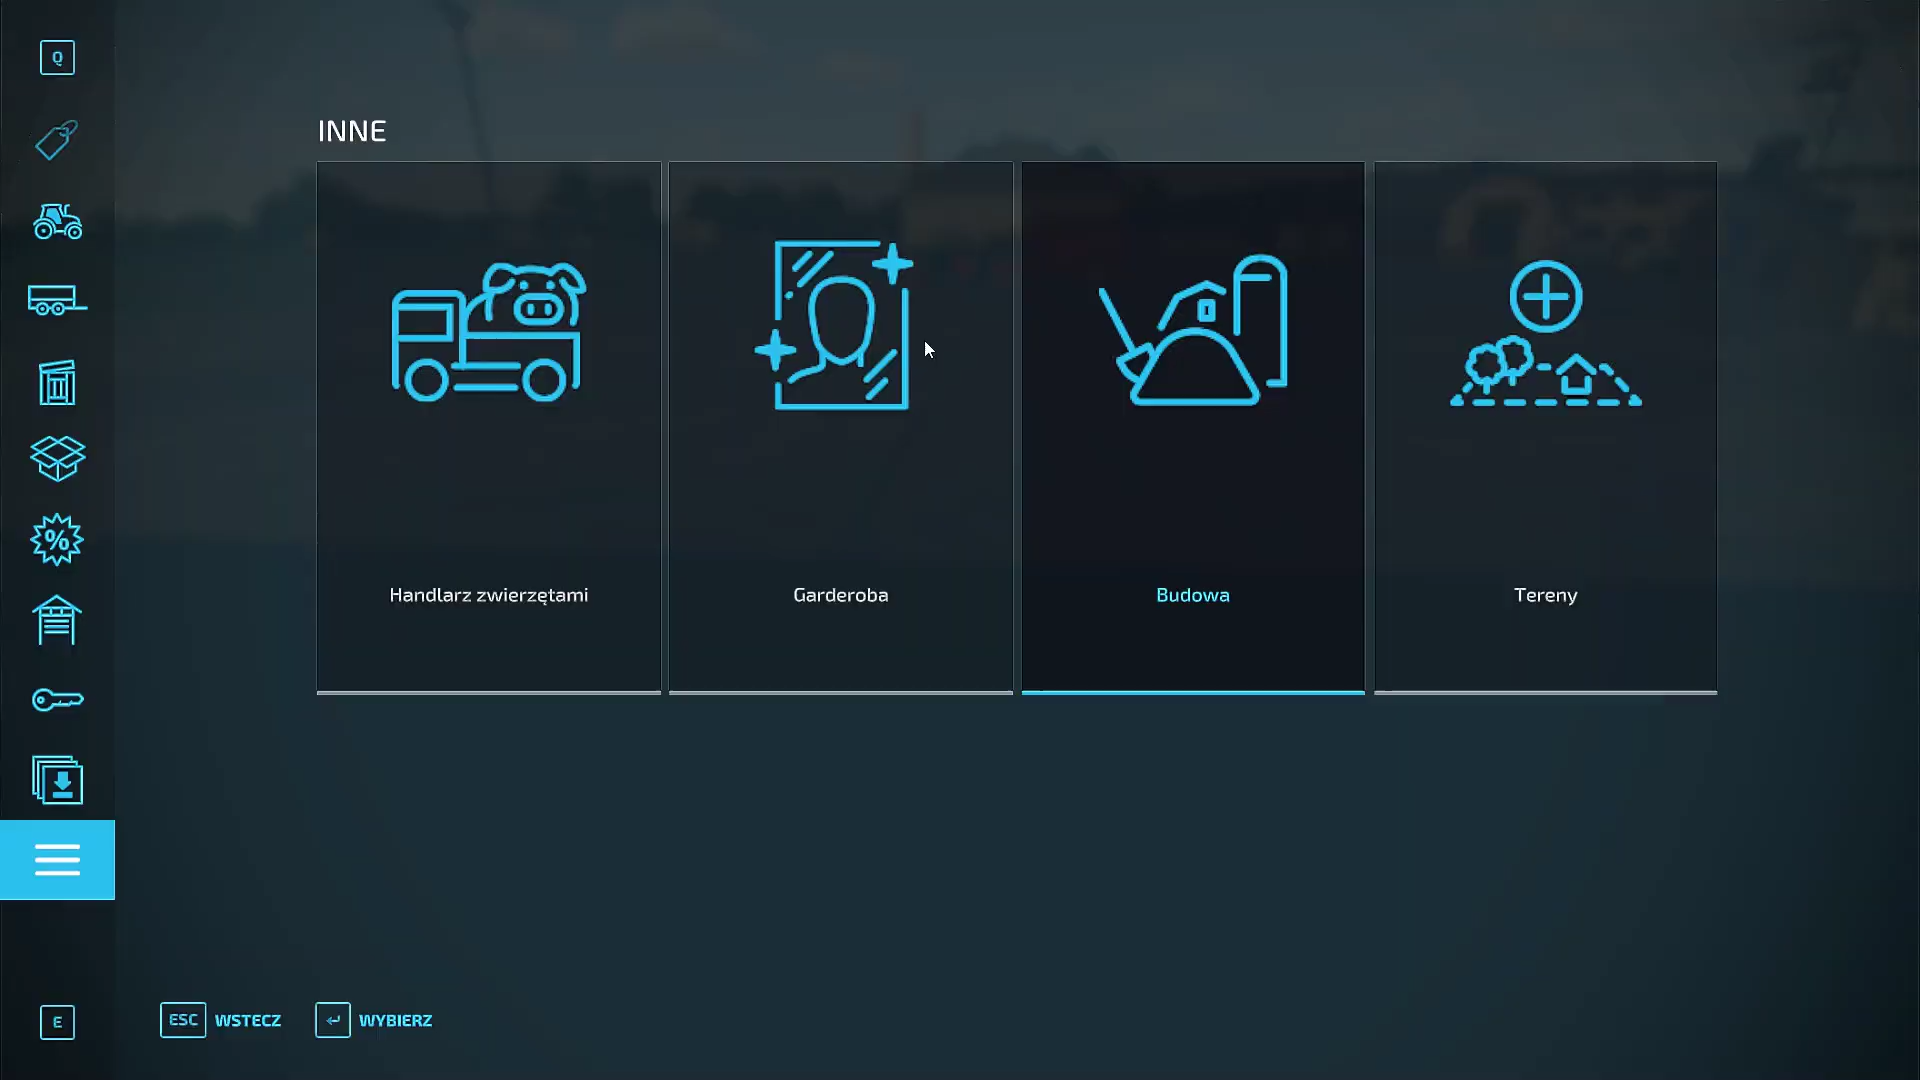 Q
INNE
Handlarz zwierzętami
Garderoba
Budowa
Tereny
%
E
ESC WSTECZ
WYBIERZ